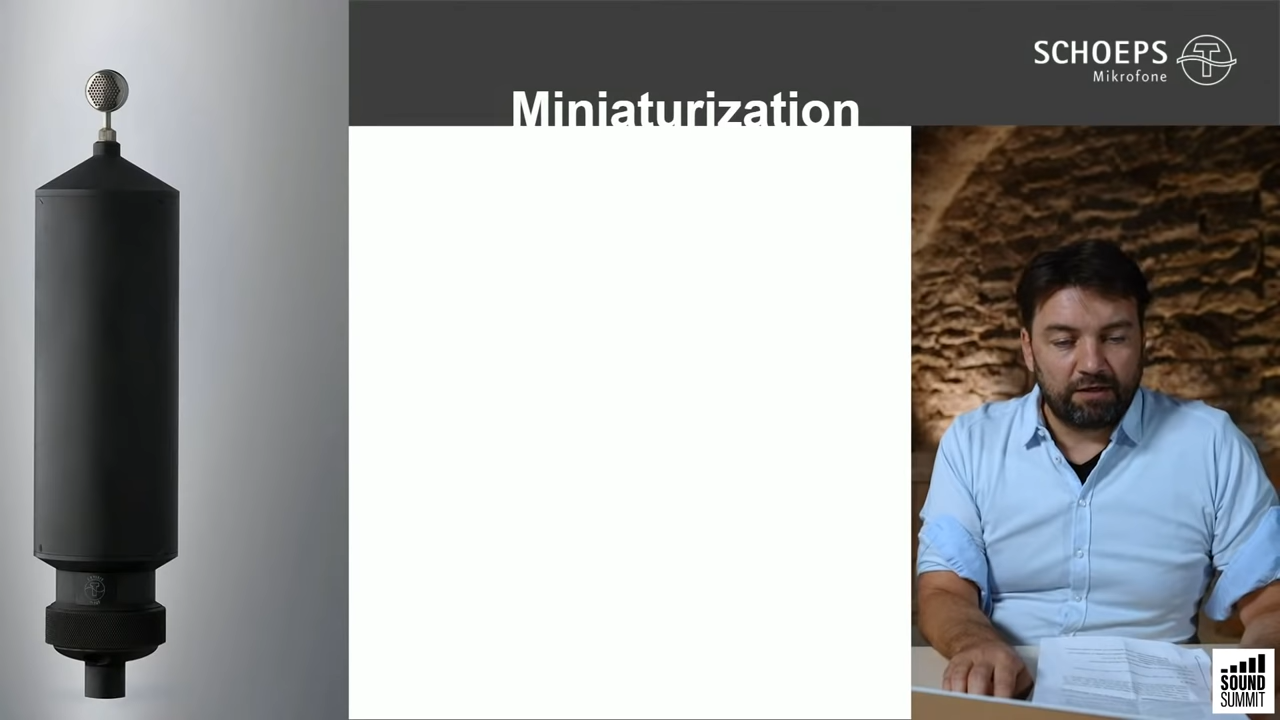 SCHOEPS
Mikrofone
Miniaturization
SOUND
SUMMIT